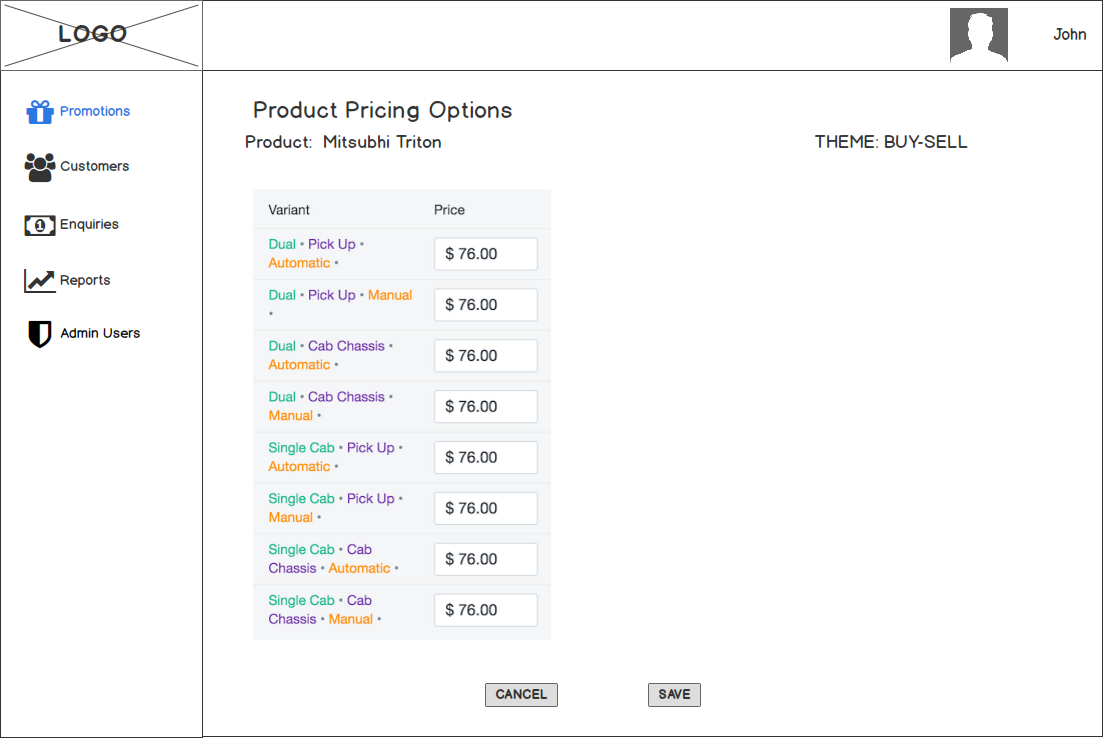 LOGO
John
Promotions
Customers
Enquiries
Reports
Admin Users
Product Pricing Options
Product: Mitsubhi Triton
THEME: BUY-SELL
Variant Price
Dual • Pick Up •
Automatic •
$ 76.00
Dual • Pick Up • Manual
•
$ 76.00
Dual • Cab Chassis •
Automatic •
$ 76.00
Dual • Cab Chassis •
Manual •
$ 76.00
Single Cab • Pick Up •
Automatic •
$ 76.00
Single Cab • Pick Up •
Manual •
$ 76.00
Single Cab • Cab
Chassis • Automatic •
$ 76.00
Single Cab • Cab
Chassis • Manual •
$ 76.00
CANCEL SAVE